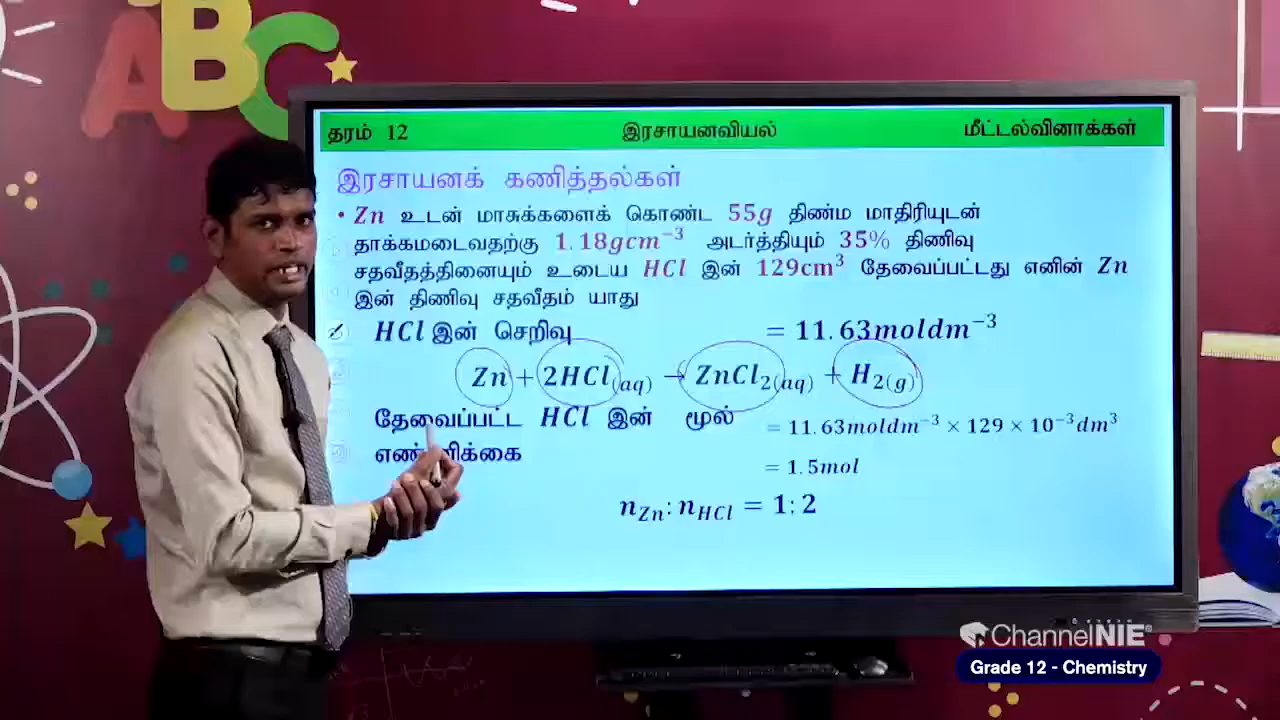 ABC
தரம் 12 இரசாயனவியல் மீட்டல்வினாக்கள்
இரசாயனக் கணித்தல்கள்
• Zn உடன் மாசுக்களைக் கொண்ட 55g திண்ம மாதிரியுடன்
தாக்கமடைவதற்கு 1.18gcm⁻³ அடர்த்தியும் 35% திணிவு
சதவீதத்தினையும் உடைய HCl இன் 129cm³ தேவைப்பட்டது எனின் Zn
இன் திணிவு சதவீதம் யாது
HCl இன் செறிவு = 11.63moldm⁻³
Zn + 2HCl(aq) → ZnCl₂(aq) + H₂(g)
தேவைப்பட்ட HCl இன் மூல் = 11.63moldm⁻³ × 129 × 10⁻³dm³
= 1.5mol
n_Zn : n_HCl = 1 : 2
ChannelNIE
Grade 12 - Chemistry